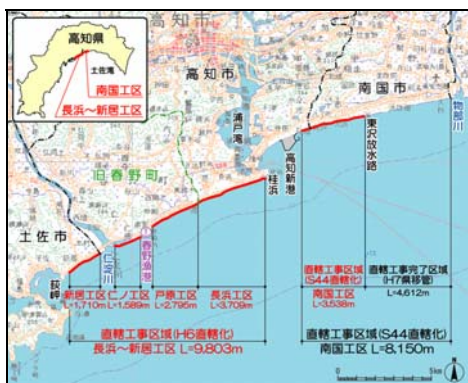 高知県
土佐湾
南国工区
長浜～新居工区
高知市
南国市
物部川
浦戸湾
高知新港
東沢放水路
桂浜
旧春野町
春野漁港
土佐市
仁淀川
荻岬
新居工区
L=1,710m
仁ノ工区
L=1,589m
戸原工区
L=2,795m
長浜工区
L=3,709m
直轄工事区域
(S44直轄化)
南国工区
L=3,538m
直轄工事完了区域
(H7県移管)
L=4,612m
直轄工事区域(H6直轄化)
長浜～新居工区 L=9,803m
直轄工事区域(S44直轄化)
南国工区 L=8,150m
0
5km
N